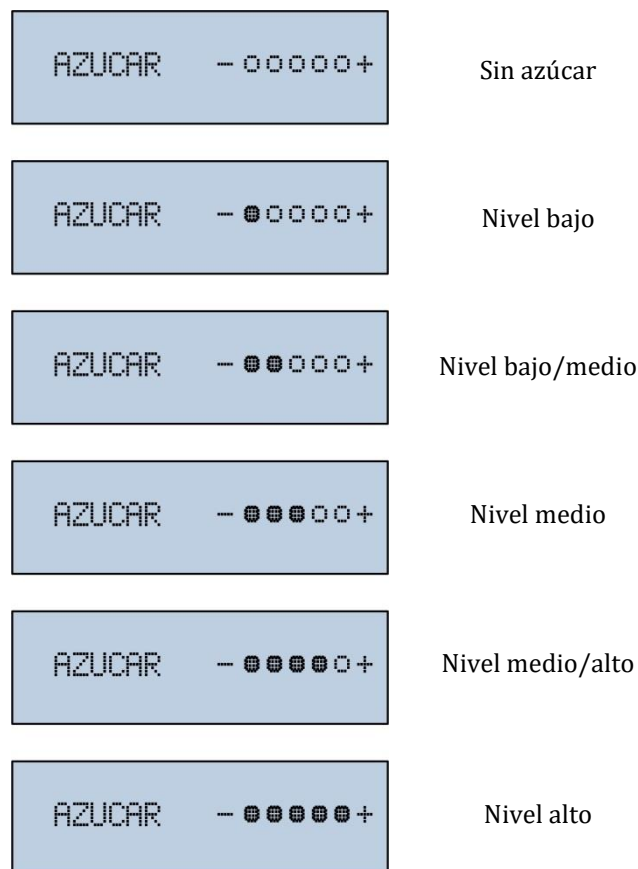 AZUCAR -○○○○○+ Sin azúcar
AZUCAR -●○○○○+ Nivel bajo
AZUCAR -●●○○○+ Nivel bajo/medio
AZUCAR -●●●○○+ Nivel medio
AZUCAR -●●●●○+ Nivel medio/alto
AZUCAR -●●●●●+ Nivel alto